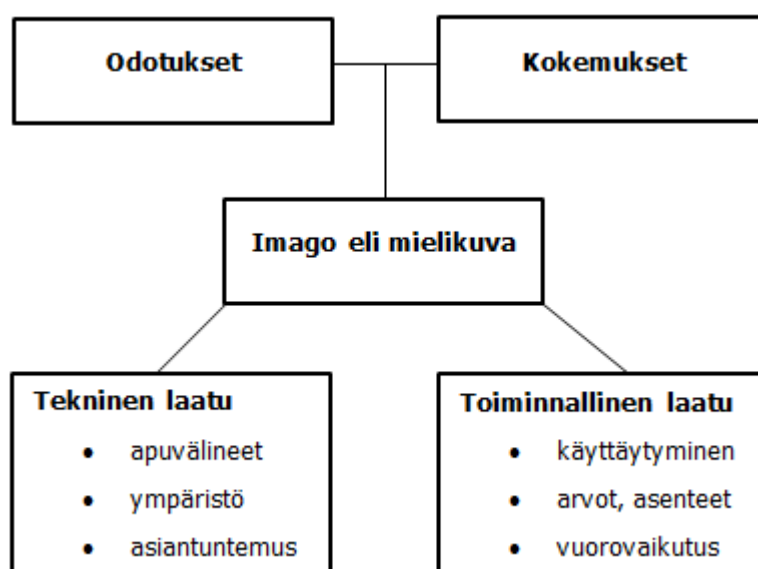 Odotukset
Kokemukset
Imago eli mielikuva
Tekninen laatu
• apuvälineet
• ympäristö
• asiantuntemus
Toiminnallinen laatu
• käyttäytyminen
• arvot, asenteet
• vuorovaikutus